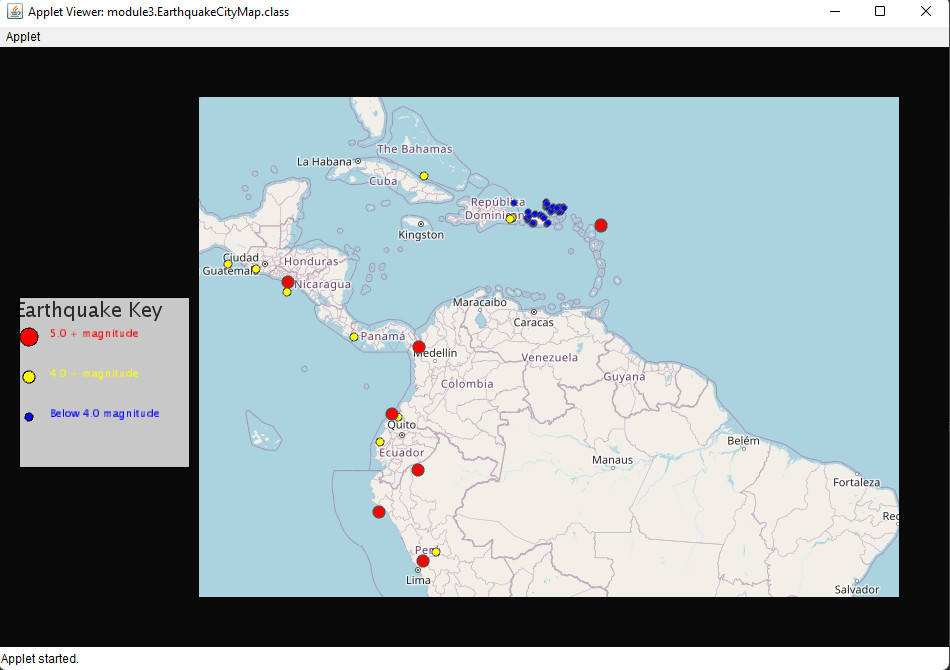 Applet Viewer: module3.EarthquakeCityMap.class
Applet
The Bahamas
La Habana
Cuba
República
Dominicana
Kingston
Ciudad
Guatemala
Honduras
Nicaragua
Earthquake Key
5.0 + magnitude
4.0 + magnitude
Below 4.0 magnitude
Maracaibo
Caracas
Panamá
Medellín
Venezuela
Colombia
Guyana
Quito
Ecuador
Belém
Manaus
Fortaleza
Rec
Perú
Lima
Salvador
Applet started.